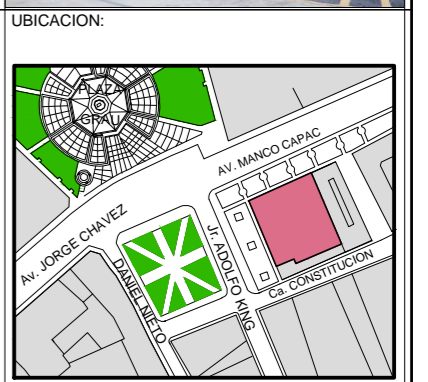 UBICACION:
PLAZA
GRAU
AV. MANCO CAPAC
Av. JORGE CHAVEZ
Jr. ADOLFO KING
DANIEL NIETO
Ca. CONSTITUCION